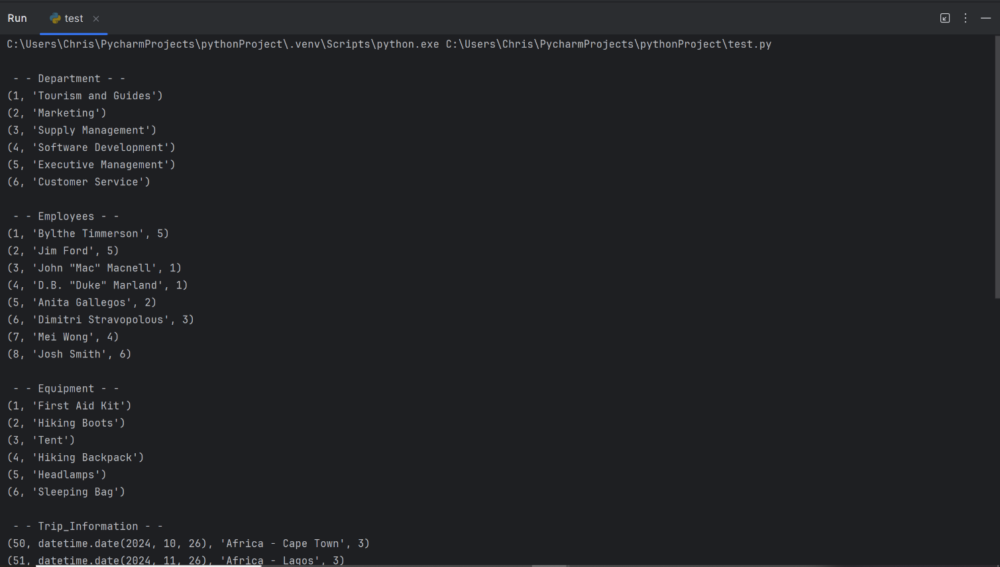 Run test
C:\Users\Chris\PycharmProjects\pythonProject\.venv\Scripts\python.exe C:\Users\Chris\PycharmProjects\pythonProject\test.py
- - Department - -
(1, 'Tourism and Guides')
(2, 'Marketing')
(3, 'Supply Management')
(4, 'Software Development')
(5, 'Executive Management')
(6, 'Customer Service')
- - Employees - -
(1, 'Bylthe Timmerson', 5)
(2, 'Jim Ford', 5)
(3, 'John "Mac" Macnell', 1)
(4, 'D.B. "Duke" Marland', 1)
(5, 'Anita Gallegos', 2)
(6, 'Dimitri Stravopolous', 3)
(7, 'Mei Wong', 4)
(8, 'Josh Smith', 6)
- - Equipment - -
(1, 'First Aid Kit')
(2, 'Hiking Boots')
(3, 'Tent')
(4, 'Hiking Backpack')
(5, 'Headlamps')
(6, 'Sleeping Bag')
- - Trip_Information - -
(50, datetime.date(2024, 10, 26), 'Africa - Cape Town', 3)
(51, datetime.date(2024, 11, 26), 'Africa - Lagos', 3)